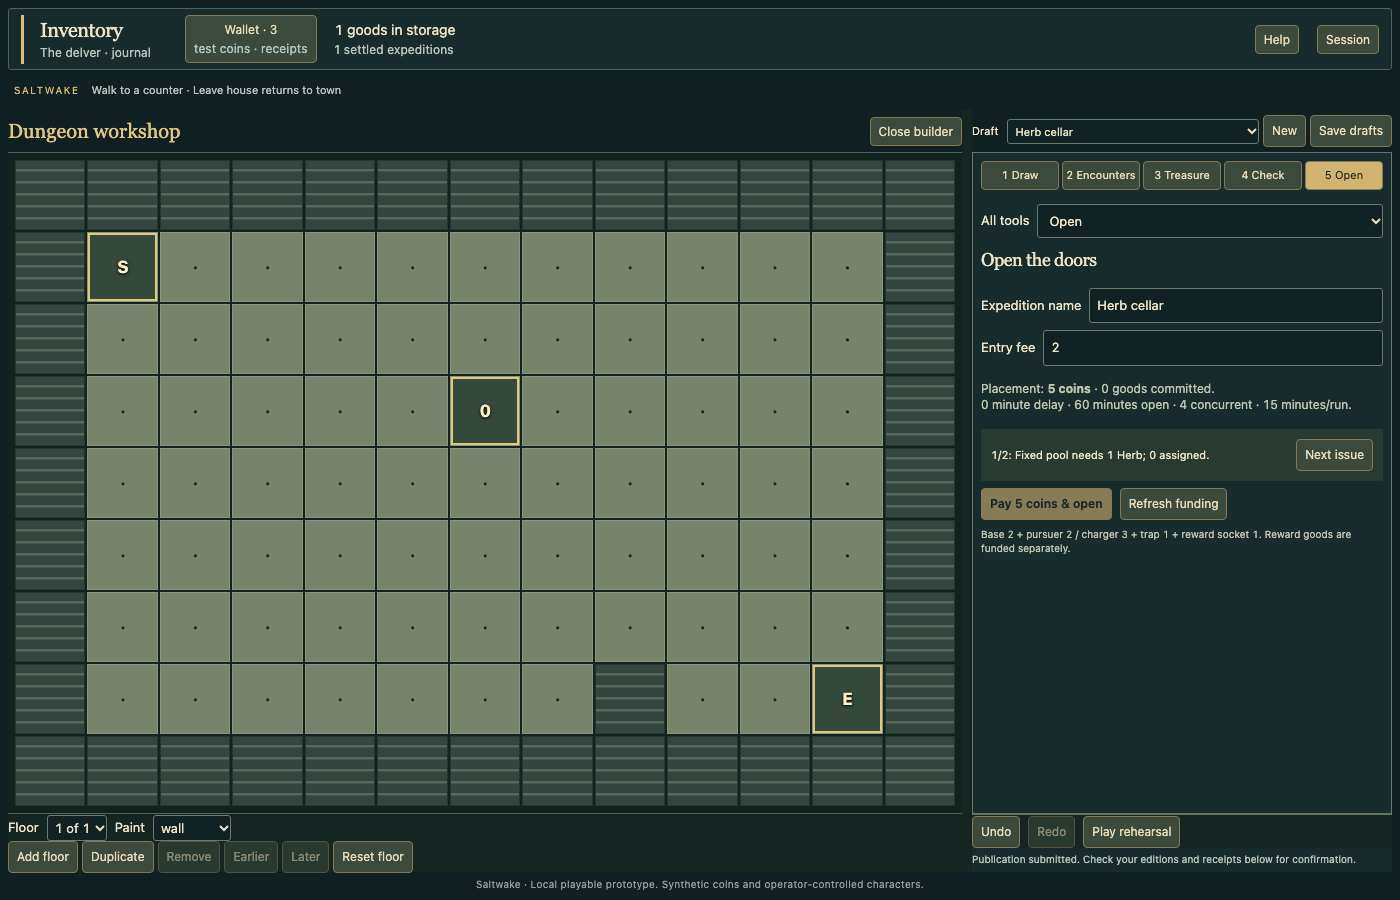 Inventory
The delver · journal
Wallet · 3
test coins · receipts
1 goods in storage
1 settled expeditions
Help
Session
SALTWAKE Walk to a counter · Leave house returns to town
Dungeon workshop
Close builder
Draft Herb cellar New Save drafts
1 Draw 2 Encounters 3 Treasure 4 Check 5 Open
All tools Open
Open the doors
Expedition name Herb cellar
Entry fee 2
Placement: 5 coins · 0 goods committed.
0 minute delay · 60 minutes open · 4 concurrent · 15 minutes/run.
1/2: Fixed pool needs 1 Herb; 0 assigned.
Next issue
Pay 5 coins & open
Refresh funding
Base 2 + pursuer 2 / charger 3 + trap 1 + reward socket 1. Reward goods are
funded separately.
S
0
E
Floor 1 of 1 Paint wall
Add floor Duplicate Remove Earlier Later Reset floor
Undo Redo Play rehearsal
Publication submitted. Check your editions and receipts below for confirmation.
Saltwake · Local playable prototype. Synthetic coins and operator-controlled characters.